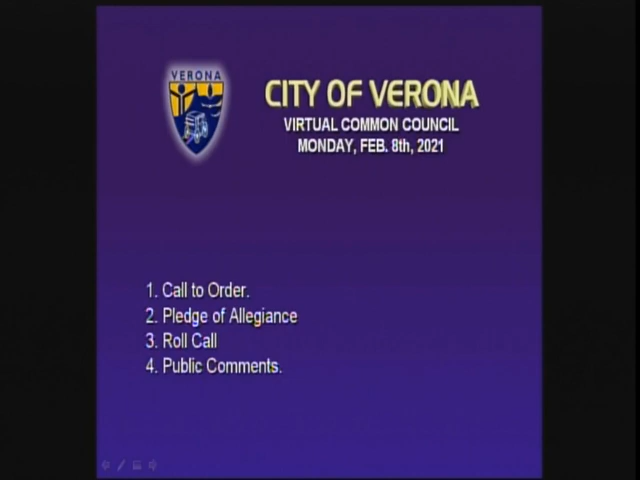 VERONA
CITY OF VERONA
VIRTUAL COMMON COUNCIL
MONDAY, FEB. 8th, 2021
1. Call to Order.
2. Pledge of Allegiance
3. Roll Call
4. Public Comments.